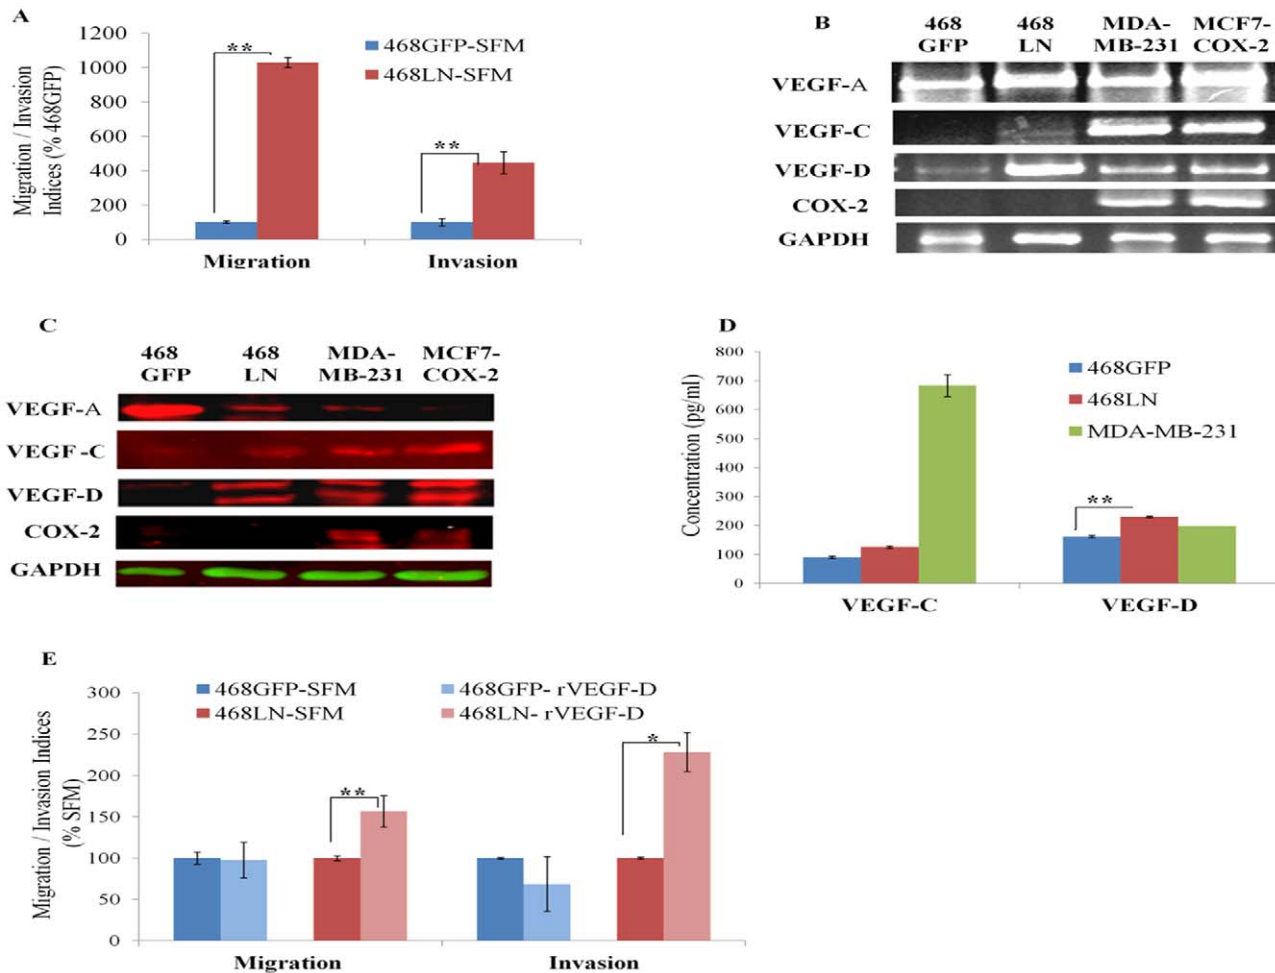 A
Migration / Invasion
Indices (% 468GFP)
1200
1000
800
600
400
200
0
**
**
468GFP-SFM
468LN-SFM
Migration
Invasion
B
468
GFP
468
LN
MDA-
MB-231
MCF7-
COX-2
VEGF-A
VEGF-C
VEGF-D
COX-2
GAPDH
C
468
GFP
468
LN
MDA-
MB-231
MCF7-
COX-2
VEGF-A
VEGF-C
VEGF-D
COX-2
GAPDH
D
Concentration (pg/ml)
800
700
600
500
400
300
200
100
0
468GFP
468LN
MDA-MB-231
**
VEGF-C
VEGF-D
E
Migration / Invasion Indices
(% SFM)
300
250
200
150
100
50
0
468GFP-SFM
468GFP- rVEGF-D
468LN-SFM
468LN- rVEGF-D
**
*
Migration
Invasion